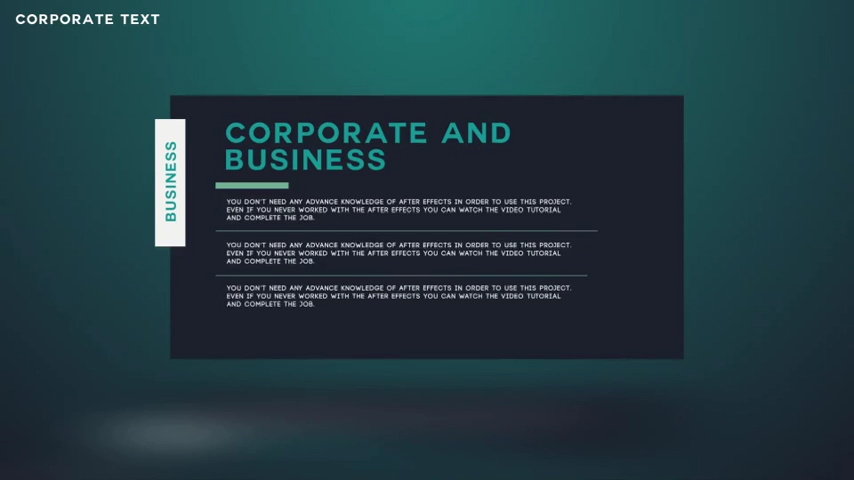 CORPORATE TEXT
BUSINESS
CORPORATE AND
BUSINESS
YOU DON'T NEED ANY ADVANCE KNOWLEDGE OF AFTER EFFECTS IN ORDER TO USE THIS PROJECT.
EVEN IF YOU NEVER WORKED WITH THE AFTER EFFECTS YOU CAN WATCH THE VIDEO TUTORIAL
AND COMPLETE THE JOB.
YOU DON'T NEED ANY ADVANCE KNOWLEDGE OF AFTER EFFECTS IN ORDER TO USE THIS PROJECT.
EVEN IF YOU NEVER WORKED WITH THE AFTER EFFECTS YOU CAN WATCH THE VIDEO TUTORIAL
AND COMPLETE THE JOB.
YOU DON'T NEED ANY ADVANCE KNOWLEDGE OF AFTER EFFECTS IN ORDER TO USE THIS PROJECT.
EVEN IF YOU NEVER WORKED WITH THE AFTER EFFECTS YOU CAN WATCH THE VIDEO TUTORIAL
AND COMPLETE THE JOB.